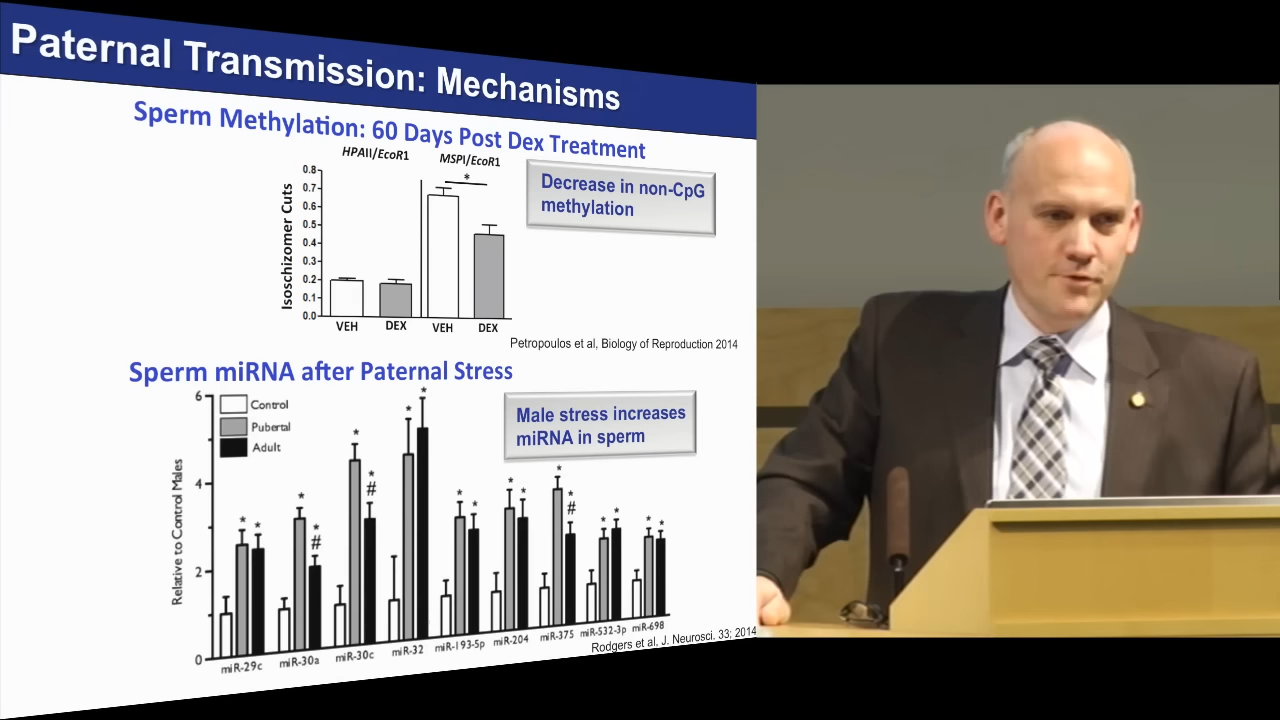 Paternal Transmission: Mechanisms
Sperm Methylation: 60 Days Post Dex Treatment
HPAII/EcoR1 MSPI/EcoR1
*
Isoschizomer Cuts
0.8
0.7
0.6
0.5
0.4
0.3
0.2
0.1
0.0
VEH DEX VEH DEX
Decrease in non-CpG
methylation
Petropoulos et al, Biology of Reproduction 2014
Sperm miRNA after Paternal Stress
Control
Pubertal
Adult
Male stress increases
miRNA in sperm
Relative to Control Males
6
4
2
0
* * * * # * * # * * * * * * * * # * * * *
miR-29c miR-30a miR-30c miR-32 miR-193-5p miR-204 miR-375 miR-532-3p miR-698
Rodgers et al. J. Neurosci. 33; 2014